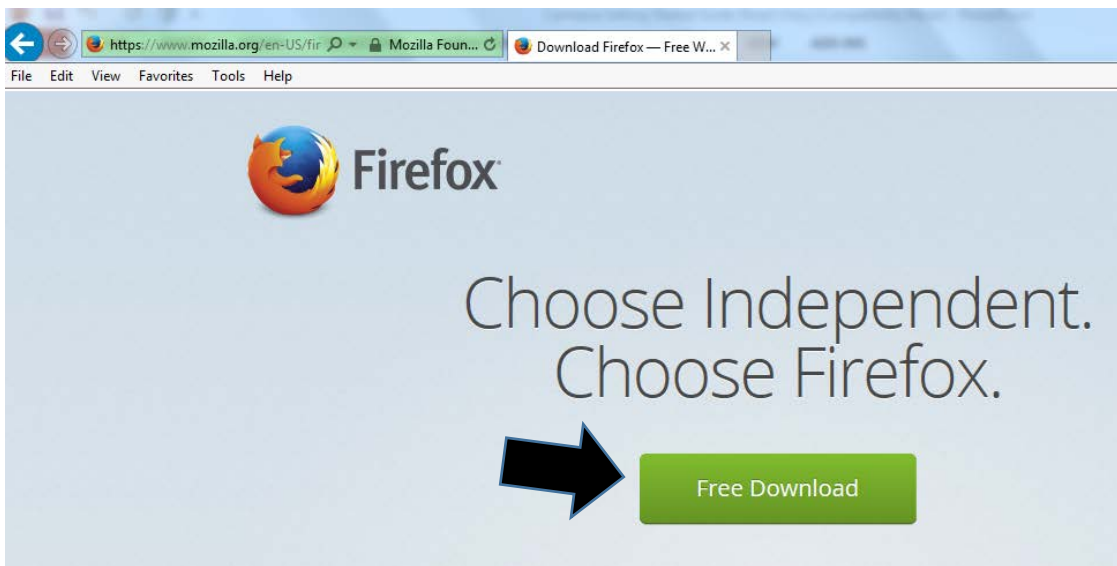 https://www.mozilla.org/en-US/fir Mozilla Foun... Download Firefox — Free W...
File Edit View Favorites Tools Help
Firefox
Choose Independent.
Choose Firefox.
Free Download